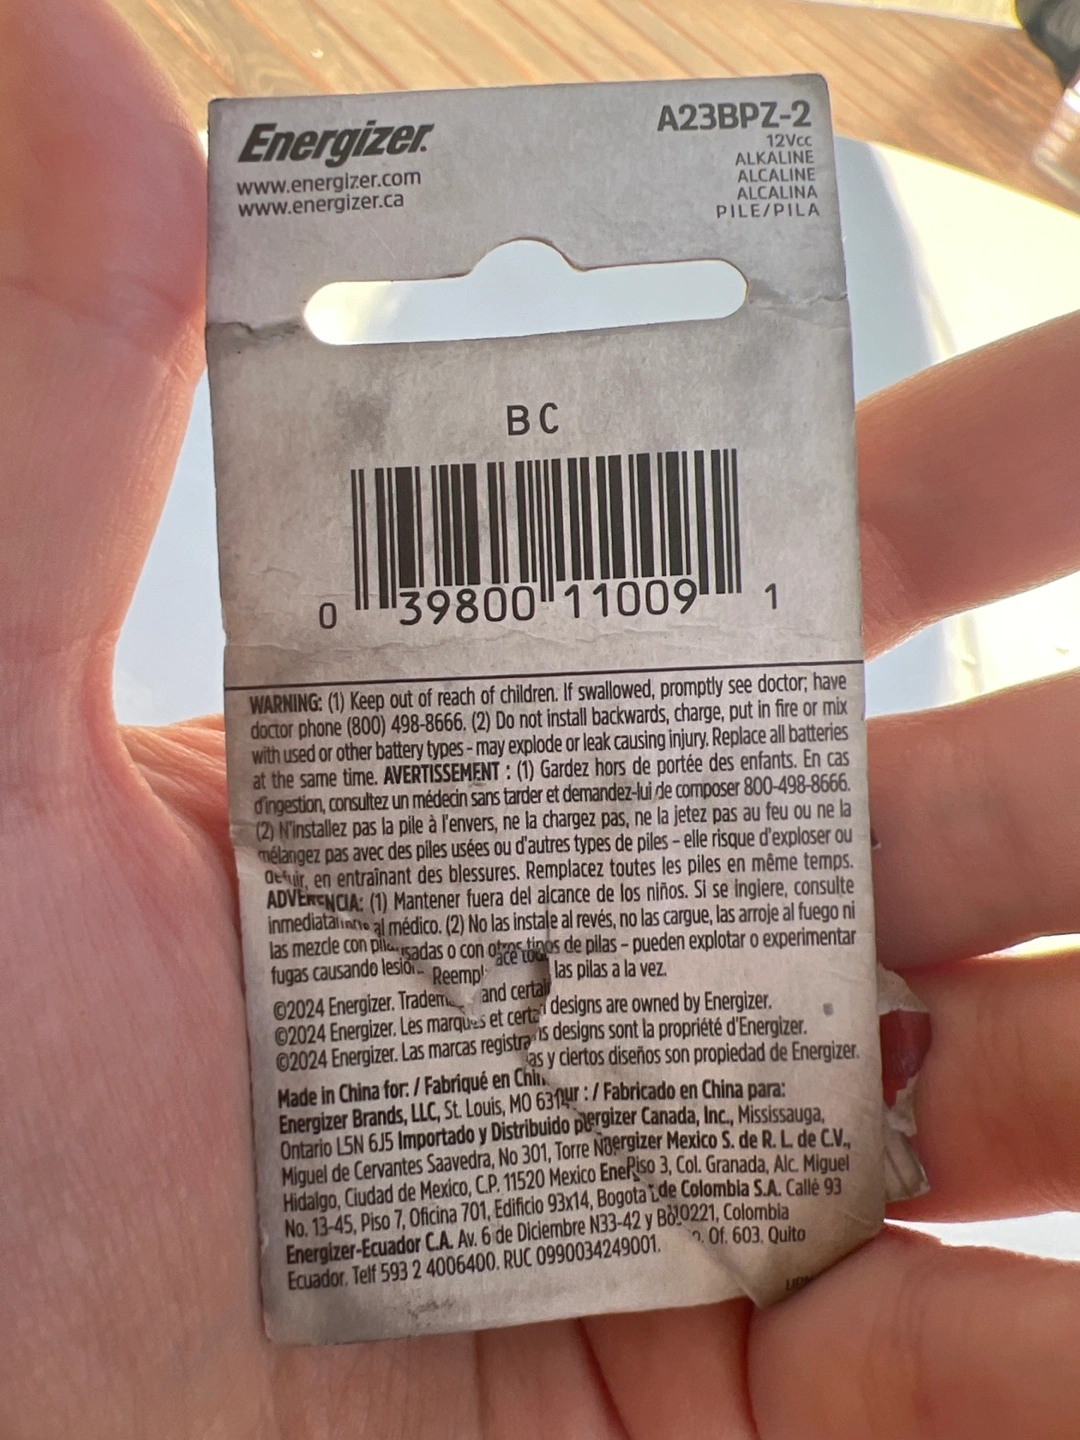 Energizer.
www.energizer.com
www.energizer.ca
A23BPZ-2
12Vcc
ALKALINE
ALCALINE
ALCALINA
PILE/PILA
BC
0 39800 11009 1
WARNING: (1) Keep out of reach of children. If swallowed, promptly see doctor; have
doctor phone (800) 498-8666. (2) Do not install backwards, charge, put in fire or mix
with used or other battery types - may explode or leak causing injury. Replace all batteries
at the same time. AVERTISSEMENT : (1) Gardez hors de portée des enfants. En cas
d'ingestion, consultez un médecin sans tarder et demandez-lui de composer 800-498-8666.
(2) N'installez pas la pile à l'envers, ne la chargez pas, ne la jetez pas au feu ou ne la
mélangez pas avec des piles usées ou d'autres types de piles – elle risque d'exploser ou
en entraînant des blessures. Remplacez toutes les piles en même temps.
(1) Mantener fuera del alcance de los niños. Si se ingiere, consulte
al médico. (2) No las instale al revés, no las cargue, las arroje al fuego ni
las mezcle con o con otros tipos de pilas – pueden explotar o experimentar
fugas causando las pilas a la vez.
©2024 Energizer. and designs are owned by Energizer.
©2024 Energizer. Les et designs sont la propriété d'Energizer.
©2024 Energizer. Las marcas y ciertos diseños son propiedad de Energizer.
Made in China for: / Fabriqué en : / Fabricado en China para:
Energizer Brands, LLC, St. Louis, MO Canada, Inc., Mississauga,
Ontario L5N 6J5 Importado y Distribuido Mexico S. de R. L. de C.V.,
Miguel de Cervantes Saavedra, No 301, Torre 3, Col. Granada, Alc. Miguel
Hidalgo, Ciudad de Mexico, C.P. 11520 Mexico de Colombia S.A. Calle 93
No. 13-45, Piso 7, Oficina 701, Edificio 93x14, Bogota Colombia
Energizer-Ecuador C.A. Av. 6 de Diciembre N33-42 y Of. 603. Quito
Ecuador. Telf 593 2 4006400. RUC 0990034249001.